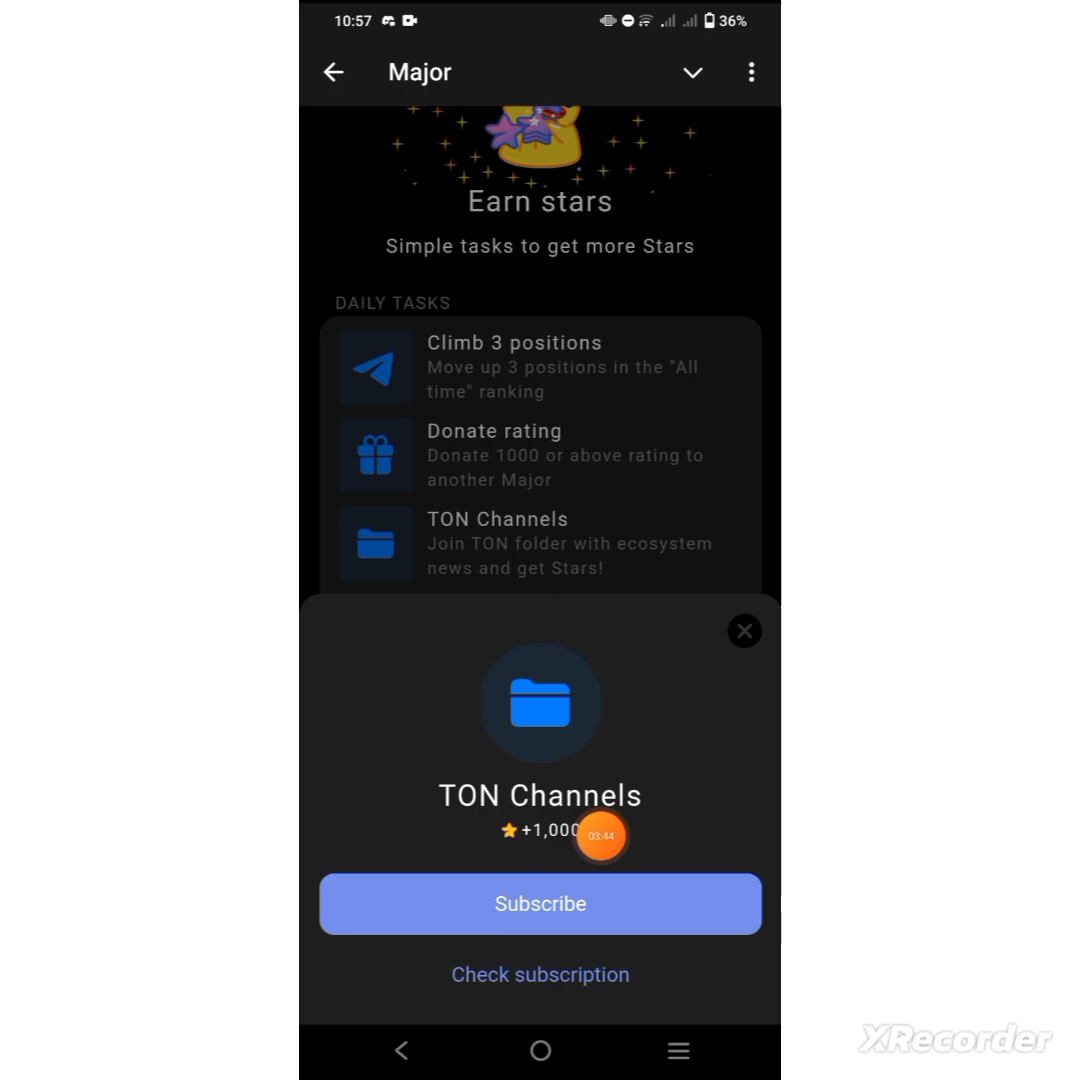 10:57
36%
Major
Earn stars
Simple tasks to get more Stars
DAILY TASKS
Climb 3 positions
Move up 3 positions in the "All
time" ranking
Donate rating
Donate 1000 or above rating to
another Major
TON Channels
Join TON folder with ecosystem
news and get Stars!
TON Channels
+1,000
03:44
Subscribe
Check subscription
XRecorder